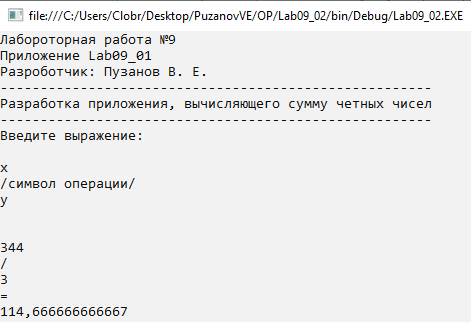 file:///C:/Users/Clobr/Desktop/PuzanovVE/OP/Lab09_02/bin/Debug/Lab09_02.EXE
Лабороторная работа №9
Приложение Lab09_01
Разроботчик: Пузанов В. Е.
------------------------------------------------------
Разработка приложения, вычисляющего сумму четных чисел
------------------------------------------------------
Введите выражение:
x
/символ операции/
y
344
/
3
=
114,666666666667